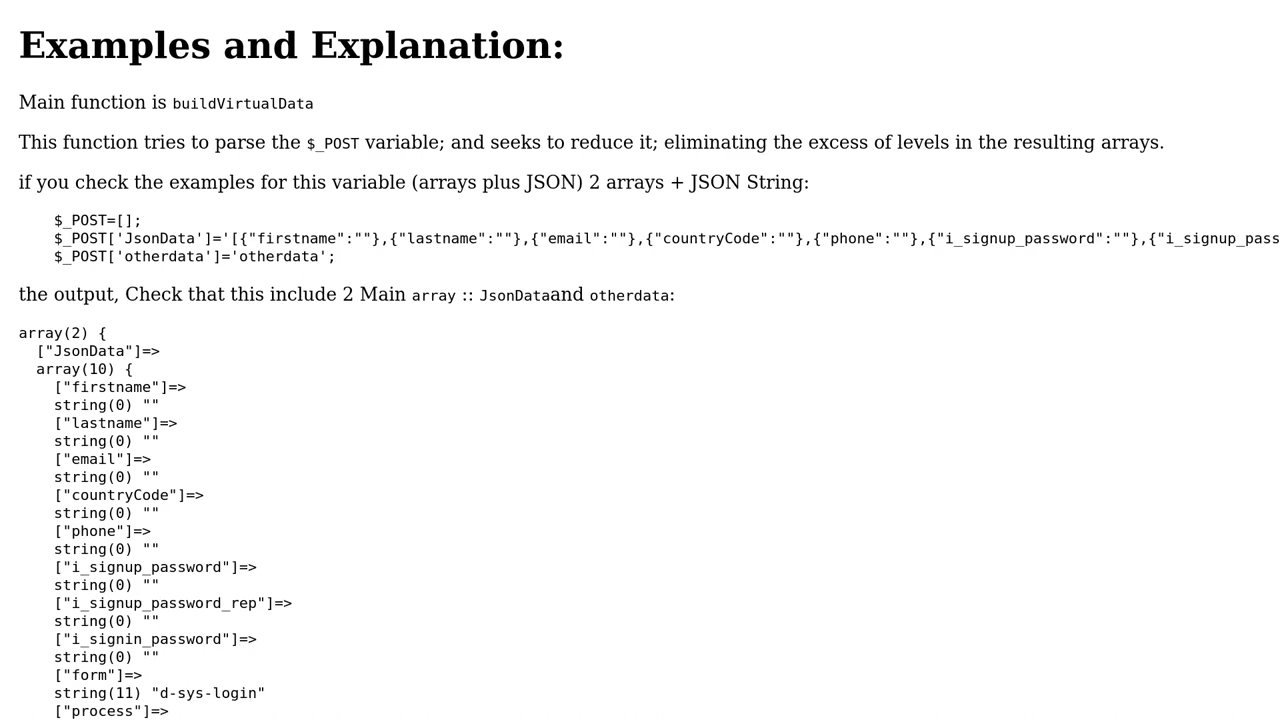 Examples and Explanation:
Main function is buildVirtualData
This function tries to parse the $_POST variable; and seeks to reduce it; eliminating the excess of levels in the resulting arrays.
if you check the examples for this variable (arrays plus JSON) 2 arrays + JSON String:
$_POST=[];
$_POST['JsonData']='[{"firstname":""},{"lastname":""},{"email":""},{"countryCode":""},{"phone":""},{"i_signup_password":""},{"i_signup_pass
$_POST['otherdata']='otherdata';
the output, Check that this include 2 Main array :: JsonDataand otherdata:
array(2) {
  ["JsonData"]=>
  array(10) {
    ["firstname"]=>
    string(0) ""
    ["lastname"]=>
    string(0) ""
    ["email"]=>
    string(0) ""
    ["countryCode"]=>
    string(0) ""
    ["phone"]=>
    string(0) ""
    ["i_signup_password"]=>
    string(0) ""
    ["i_signup_password_rep"]=>
    string(0) ""
    ["i_signin_password"]=>
    string(0) ""
    ["form"]=>
    string(11) "d-sys-login"
    ["process"]=>